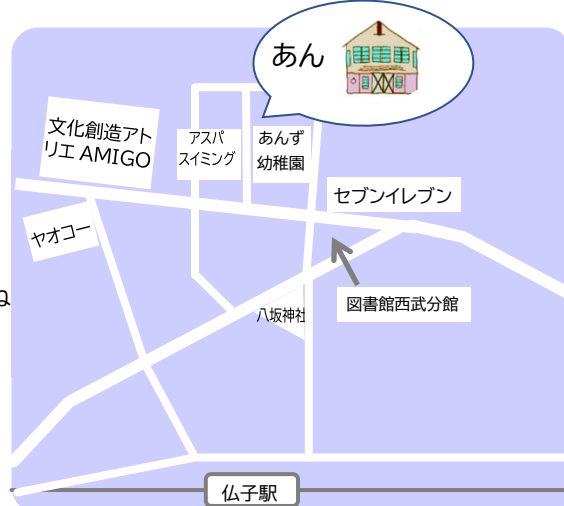 あん
文化創造アト
リエ AMIGO
アスパ
スイミング
あんず
幼稚園
セブンイレブン
ヤオコー
ね
図書館西武分館
八坂神社
仏子駅